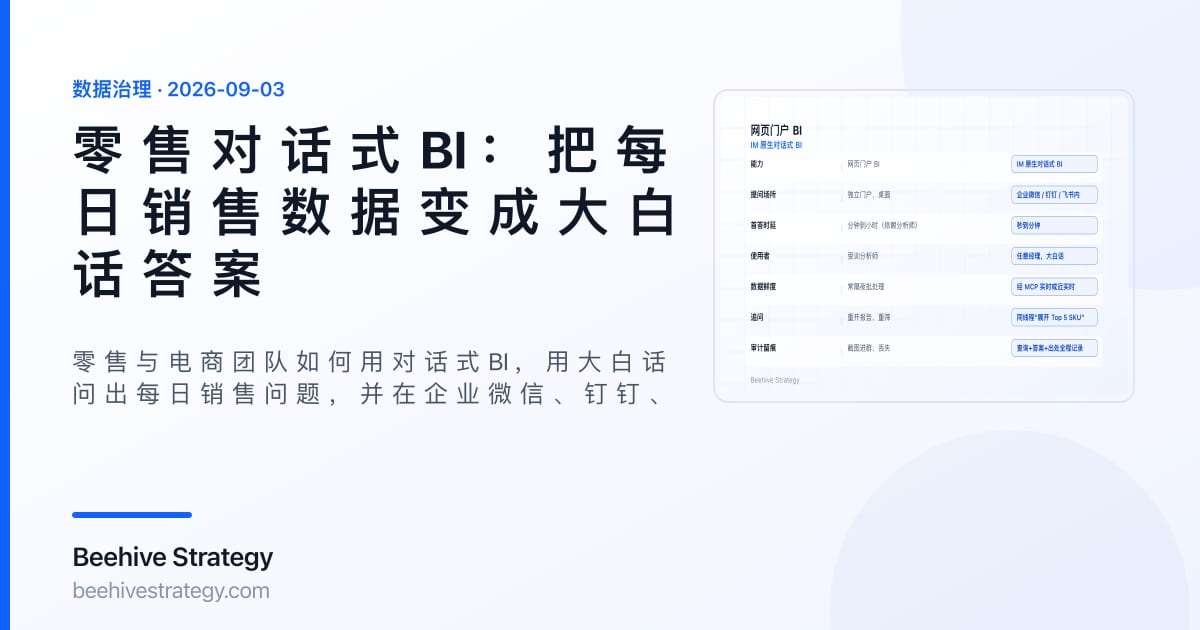 数据治理 · 2026-09-03
零售对话式 BI：把每
日销售数据变成大白
话答案
零售与电商团队如何用对话式 BI，用大白话
问出每日销售问题，并在企业微信、钉钉、
Beehive Strategy
beehivestrategy.com
网页门户 BI
IM 原生对话式 BI
能力 网页门户 BI IM 原生对话式 BI
提问场所 独立门户、桌面 企业微信 / 钉钉 / 飞书内
首答时延 分钟到小时（依赖分析师） 秒到分钟
使用者 受训分析师 任意经理，大白话
数据鲜度 常隔夜批处理 经 MCP 实时或近实时
追问 重开报告、重筛 同线程"展开 Top 5 SKU"
审计留痕 截图进群、丢失 查询+答案+出处全程记录
Beehive Strategy